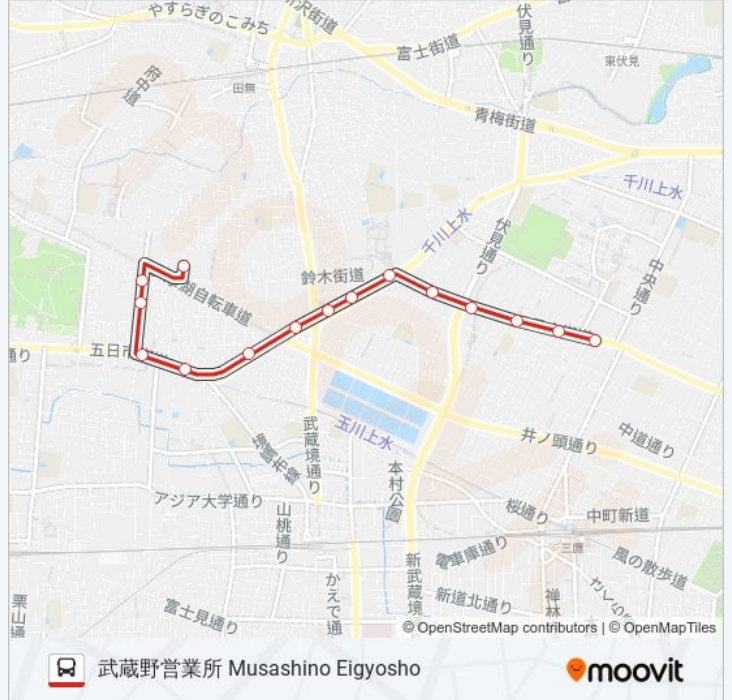 やすらぎのこみち
沢街道
伏見通り
富士街道
東伏見
府中道
田無
青梅街道
千川上水
千川上水
伏見通り
中央通り
鈴木街道
湖自転車道
五日市
通り
玉川上水
武蔵境通り
井ノ頭通り
中道通り
本村公園
アジア大学通り
山桃通り
桜通り
中町新道
電車庫通り
三鷹
風の散歩道
新武蔵境
かえで通
新道北通り
禅林
富士見通り
栗山通
© OpenStreetMap contributors | © OpenMapTiles
武蔵野営業所 Musashino Eigyosho
moovit